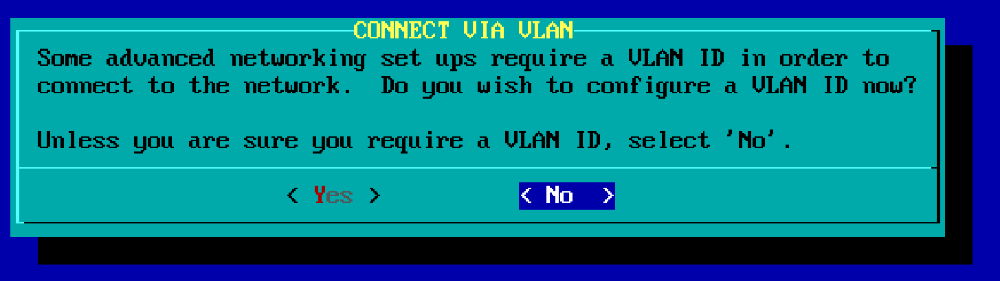 CONNECT VIA VLAN
Some advanced networking set ups require a VLAN ID in order to
connect to the network.  Do you wish to configure a VLAN ID now?
Unless you are sure you require a VLAN ID, select 'No'.
< Yes > < No >